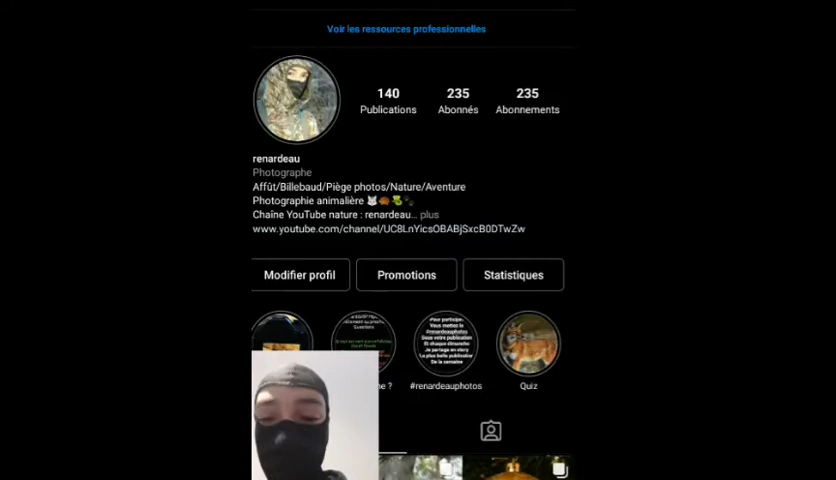 Voir les ressources professionnelles
140
235
235
Publications
Abonnés
Abonnements
renardeau
Photographe
Affût/Billebaud/Piège photos/Nature/Aventure
Photographie animalière
Chaîne YouTube nature : renardeau... plus
www.youtube.com/channel/UC8LnYicsOBABjSxcB0DTwZw
Modifier profil
Promotions
Statistiques
Questions
Pour participer
Vous mettez le
#renardeauphotos
Sous votre publication
Et chaque dimanche
Je partage en story
La plus belle publication
De la semaine
ne ?
#renardeauphotos
Quiz